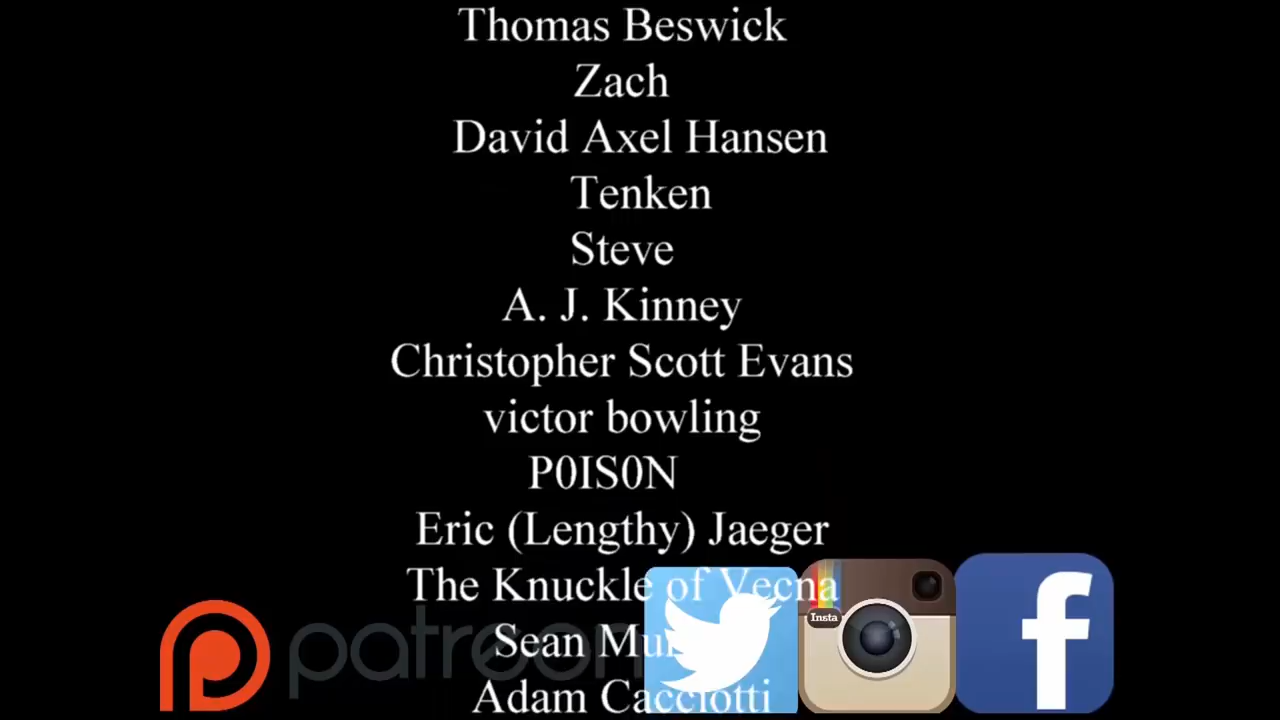 Thomas Beswick
Zach
David Axel Hansen
Tenken
Steve
A. J. Kinney
Christopher Scott Evans
victor bowling
P0IS0N
Eric (Lengthy) Jaeger
The Knuckle of Vecna
Insta
patreon
Sean
Adam Cacciotti